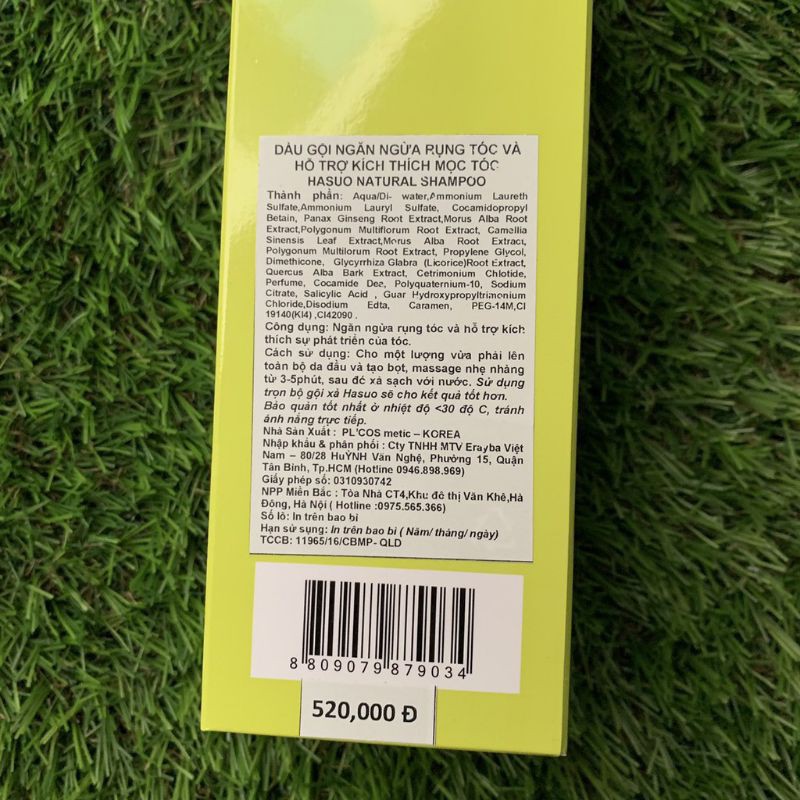 DẦU GỘI NGĂN NGỪA RỤNG TÓC VÀ
HỖ TRỢ KÍCH THÍCH MỌC TÓC
HASUO NATURAL SHAMPOO
Thành phần: Aqua/Di- water,Ammonium Laureth
Sulfate,Ammonium Lauryl Sulfate, Cocamidopropyl
Betain, Panax Ginseng Root Extract,Morus Alba Root
Extract,Polygonum Multiflorum Root Extract, Camellia
Sinensis Leaf Extract,Morus Alba Root Extract,
Polygonum Multilorum Root Extract, Propylene Glycol,
Dimethicone, Glycyrrhiza Glabra (Licorice)Root Extract,
Quercus Alba Bark Extract, Cetrimonium Chlotide,
Perfume, Cocamide Dea, Polyquaternium-10, Sodium
Citrate, Salicylic Acid , Guar Hydroxypropyltrimonium
Chloride,Disodium Edta, Caramen, PEG-14M,CI
19140(KI4) ,CI42090 .
Công dụng: Ngăn ngừa rụng tóc và hỗ trợ kích
thích sự phát triển của tóc.
Cách sử dụng: Cho một lượng vừa phải lên
toàn bộ da đầu và tạo bọt, massage nhẹ nhàng
từ 3-5phút, sau đó xả sạch với nước. Sử dụng
trọn bộ gội xả Hasuo sẽ cho kết quả tốt hơn.
Bảo quản tốt nhất ở nhiệt độ <30 độ C, tránh
ánh nắng trực tiếp.
Nhà Sản Xuất : PL'COS metic – KOREA
Nhập khẩu & phân phối : Cty TNHH MTV Erayba Việt
Nam – 80/28 HuỲNH Văn Nghệ, Phường 15, Quận
Tân Bình, Tp.HCM (Hotline 0946.898.969)
Giấy phép số: 0310930742
NPP Miền Bắc : Tòa Nhà CT4,Khu đô thị Văn Khê,Hà
Đông, Hà Nội ( Hotline :0975.565.366)
Số lô: In trên bao bì
Hạn sử sụng: In trên bao bì ( Năm/ tháng/ ngày)
TCCB: 11965/16/CBMP- QLD
8 809079 879034
520,000 Đ